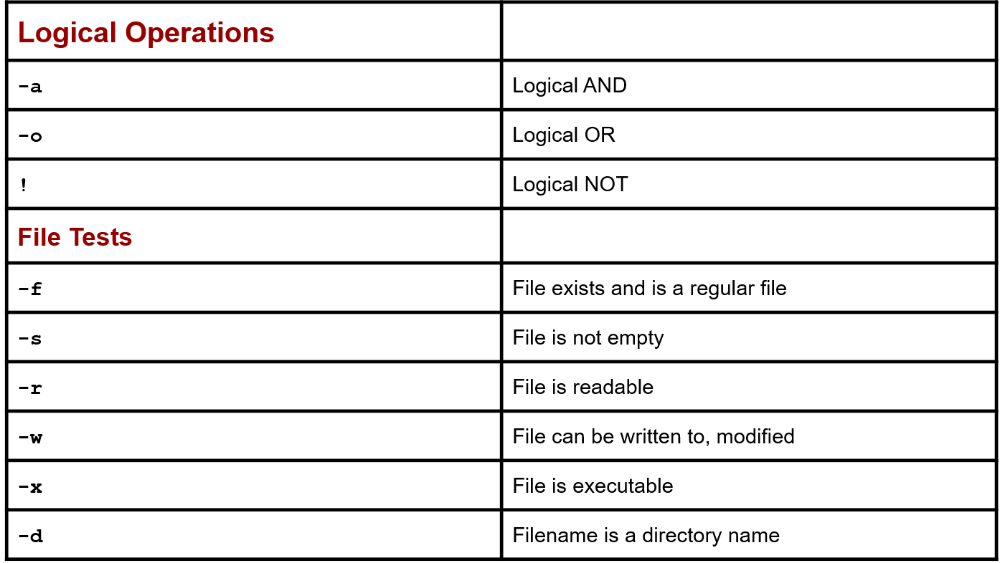 Logical Operations
-a Logical AND
-o Logical OR
! Logical NOT
File Tests
-f File exists and is a regular file
-s File is not empty
-r File is readable
-w File can be written to, modified
-x File is executable
-d Filename is a directory name